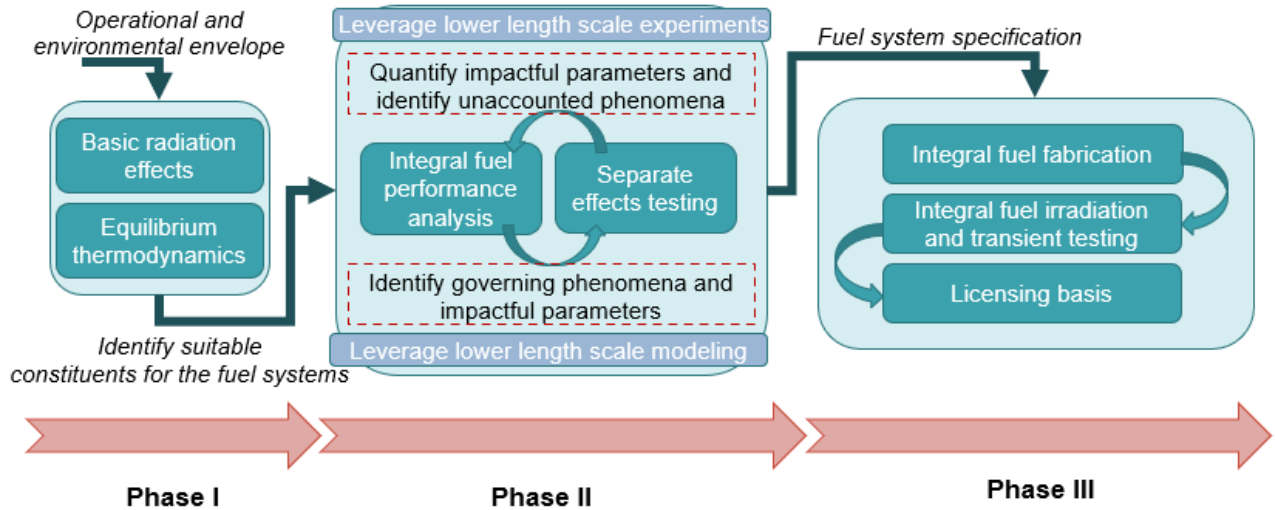 Operational and
environmental envelope
Basic radiation
effects
Equilibrium
thermodynamics
Identify suitable
constituents for the fuel systems
Leverage lower length scale experiments
Quantify impactful parameters and
identify unaccounted phenomena
Integral fuel
performance
analysis
Separate
effects testing
Identify governing phenomena and
impactful parameters
Leverage lower length scale modeling
Fuel system specification
Integral fuel fabrication
Integral fuel irradiation
and transient testing
Licensing basis
Phase I
Phase II
Phase III